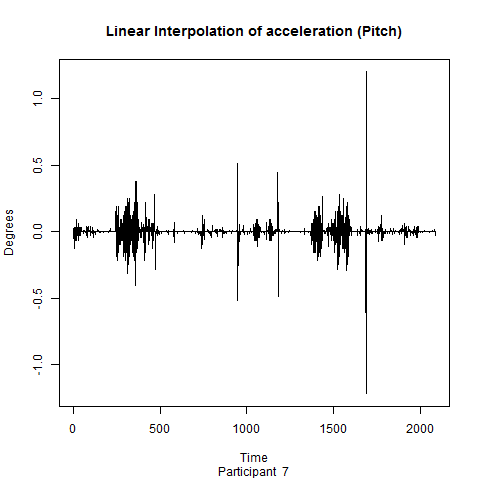 Linear Interpolation of acceleration (Pitch)
1.0
0.5
0.0
-0.5
-1.0
Degrees
0 500 1000 1500 2000
Time
Participant 7